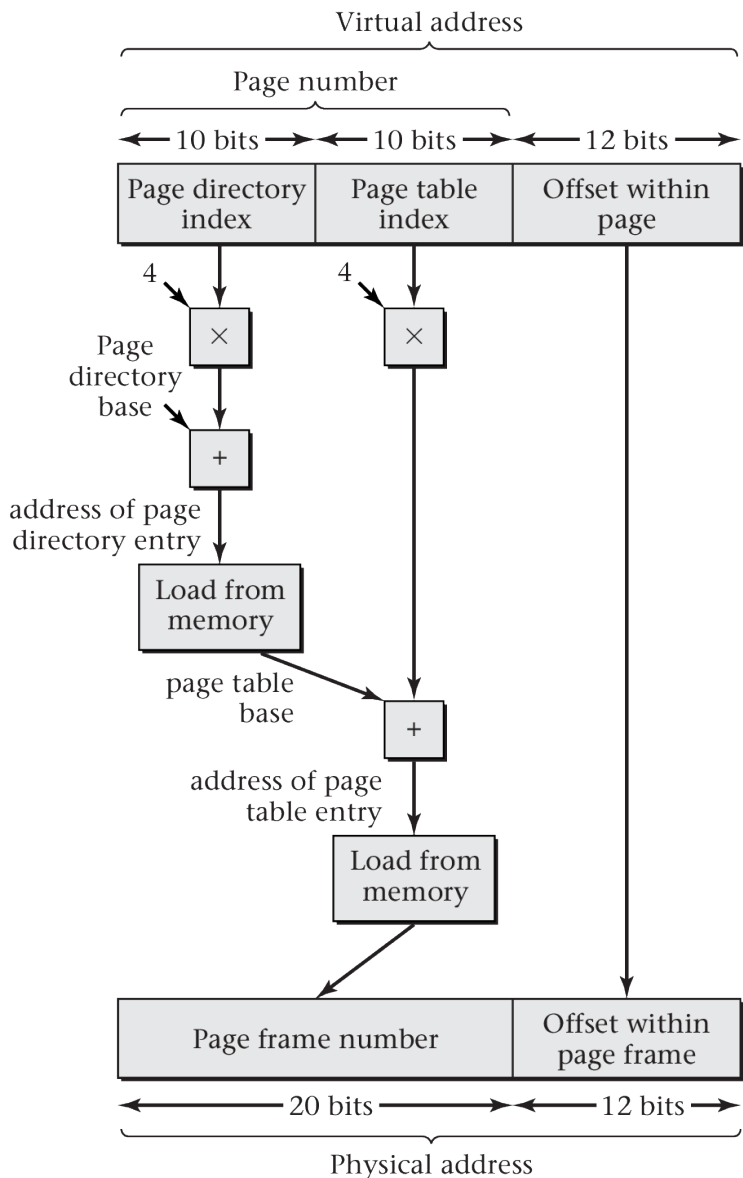 Virtual address
Page number
10 bits
10 bits
12 bits
Page directory
index
Page table
index
Offset within
page
4
4
×
×
Page
directory
base
+
address of page
directory entry
Load from
memory
page table
base
+
address of page
table entry
Load from
memory
Page frame number
Offset within
page frame
20 bits
12 bits
Physical address